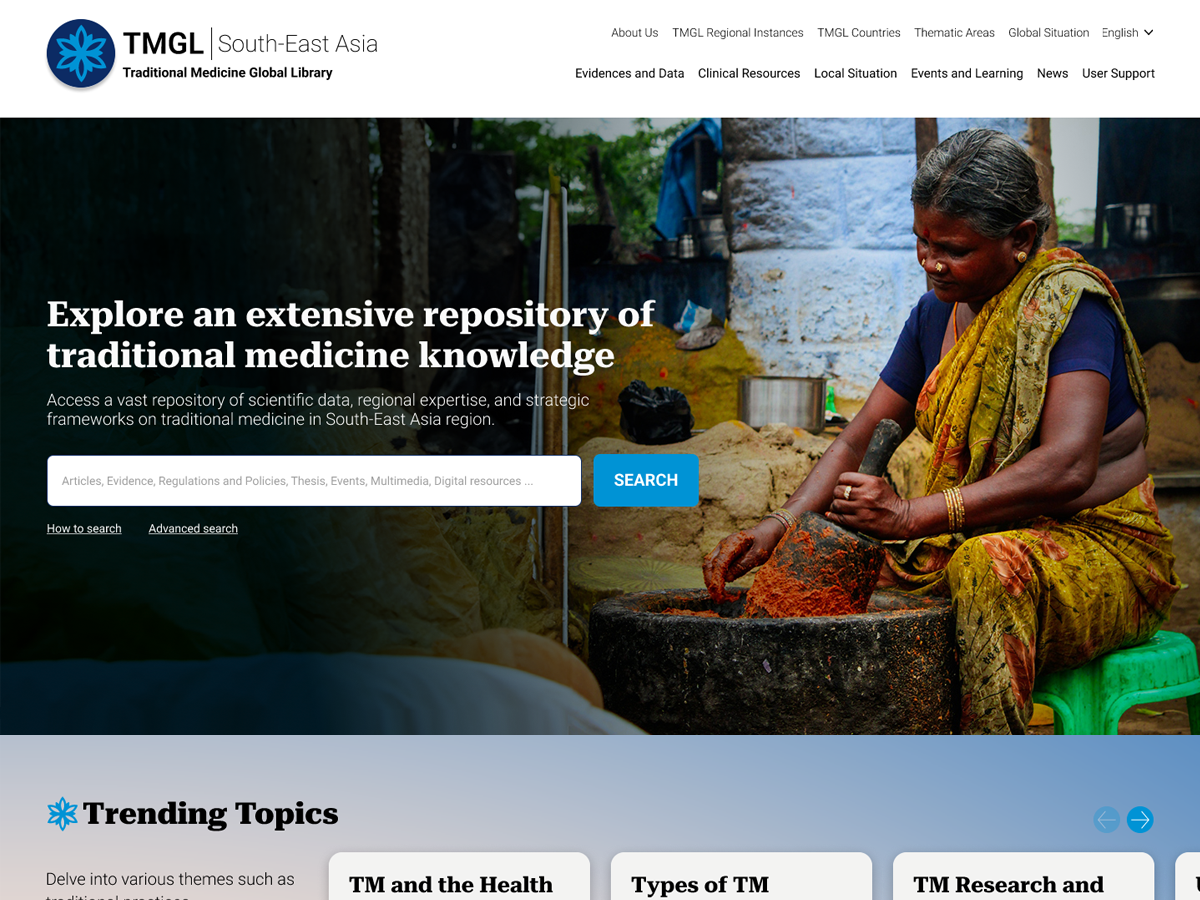 TMGL South-East Asia
Traditional Medicine Global Library
About Us TMGL Regional Instances TMGL Countries Thematic Areas Global Situation English
Evidences and Data Clinical Resources Local Situation Events and Learning News User Support
Explore an extensive repository of
traditional medicine knowledge
Access a vast repository of scientific data, regional expertise, and strategic
frameworks on traditional medicine in South-East Asia region.
Articles, Evidence, Regulations and Policies, Thesis, Events, Multimedia, Digital resources ...
SEARCH
How to search Advanced search
Trending Topics
Delve into various themes such as
traditional practices
TM and the Health
Types of TM
TM Research and